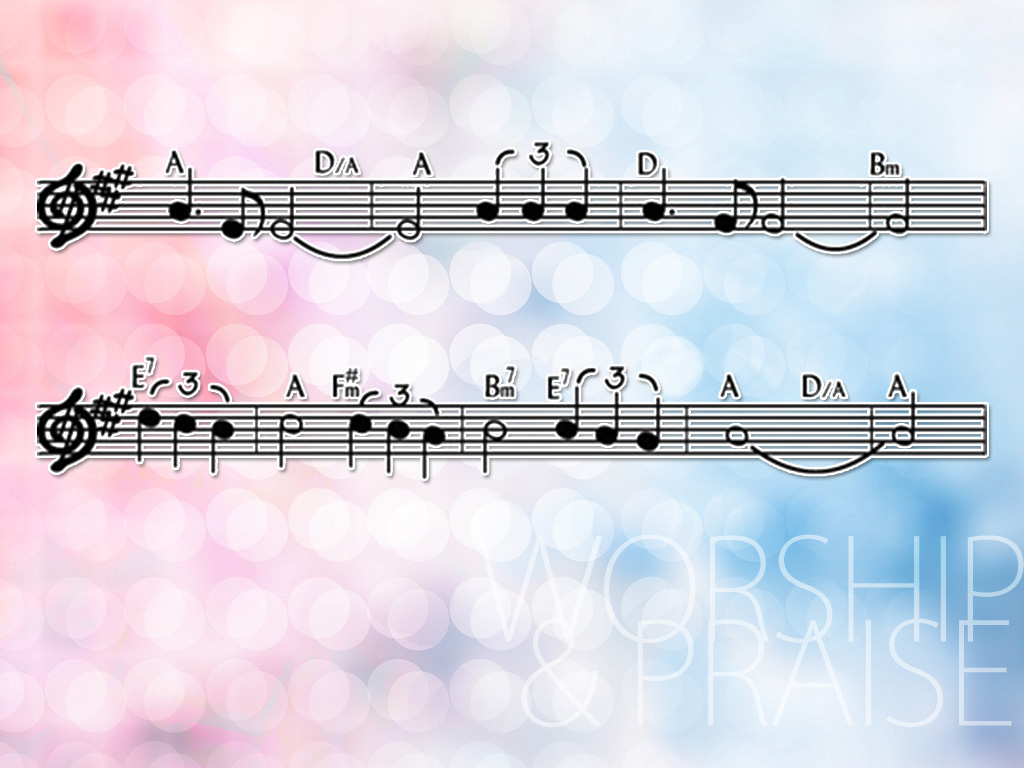 A D/A A 3 D Bm
E7 3 A F#m 3 Bm7 E7 3 A D/A A
WORSHIP
& PRAISE